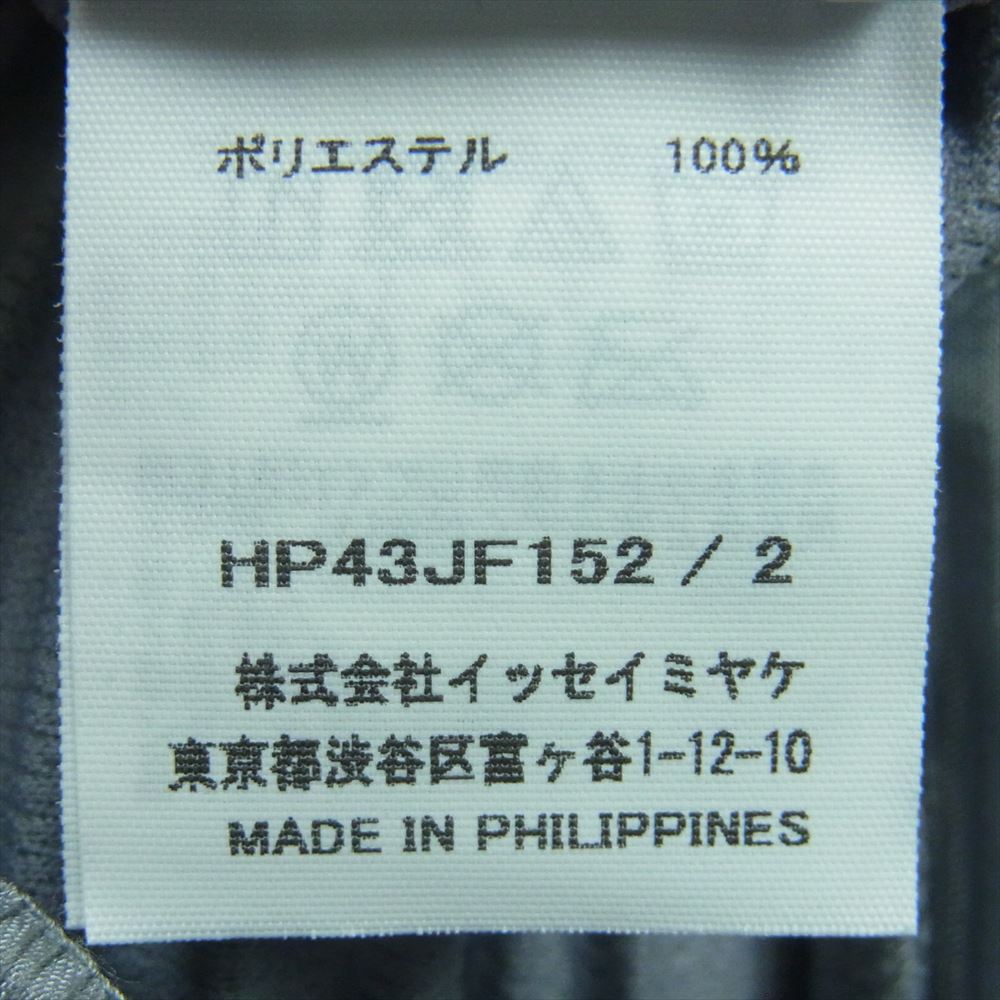 ポリエステル 100%
HP43JF152 / 2
株式会社イッセイミヤケ
東京都渋谷区富ヶ谷1-12-10
MADE IN PHILIPPINES